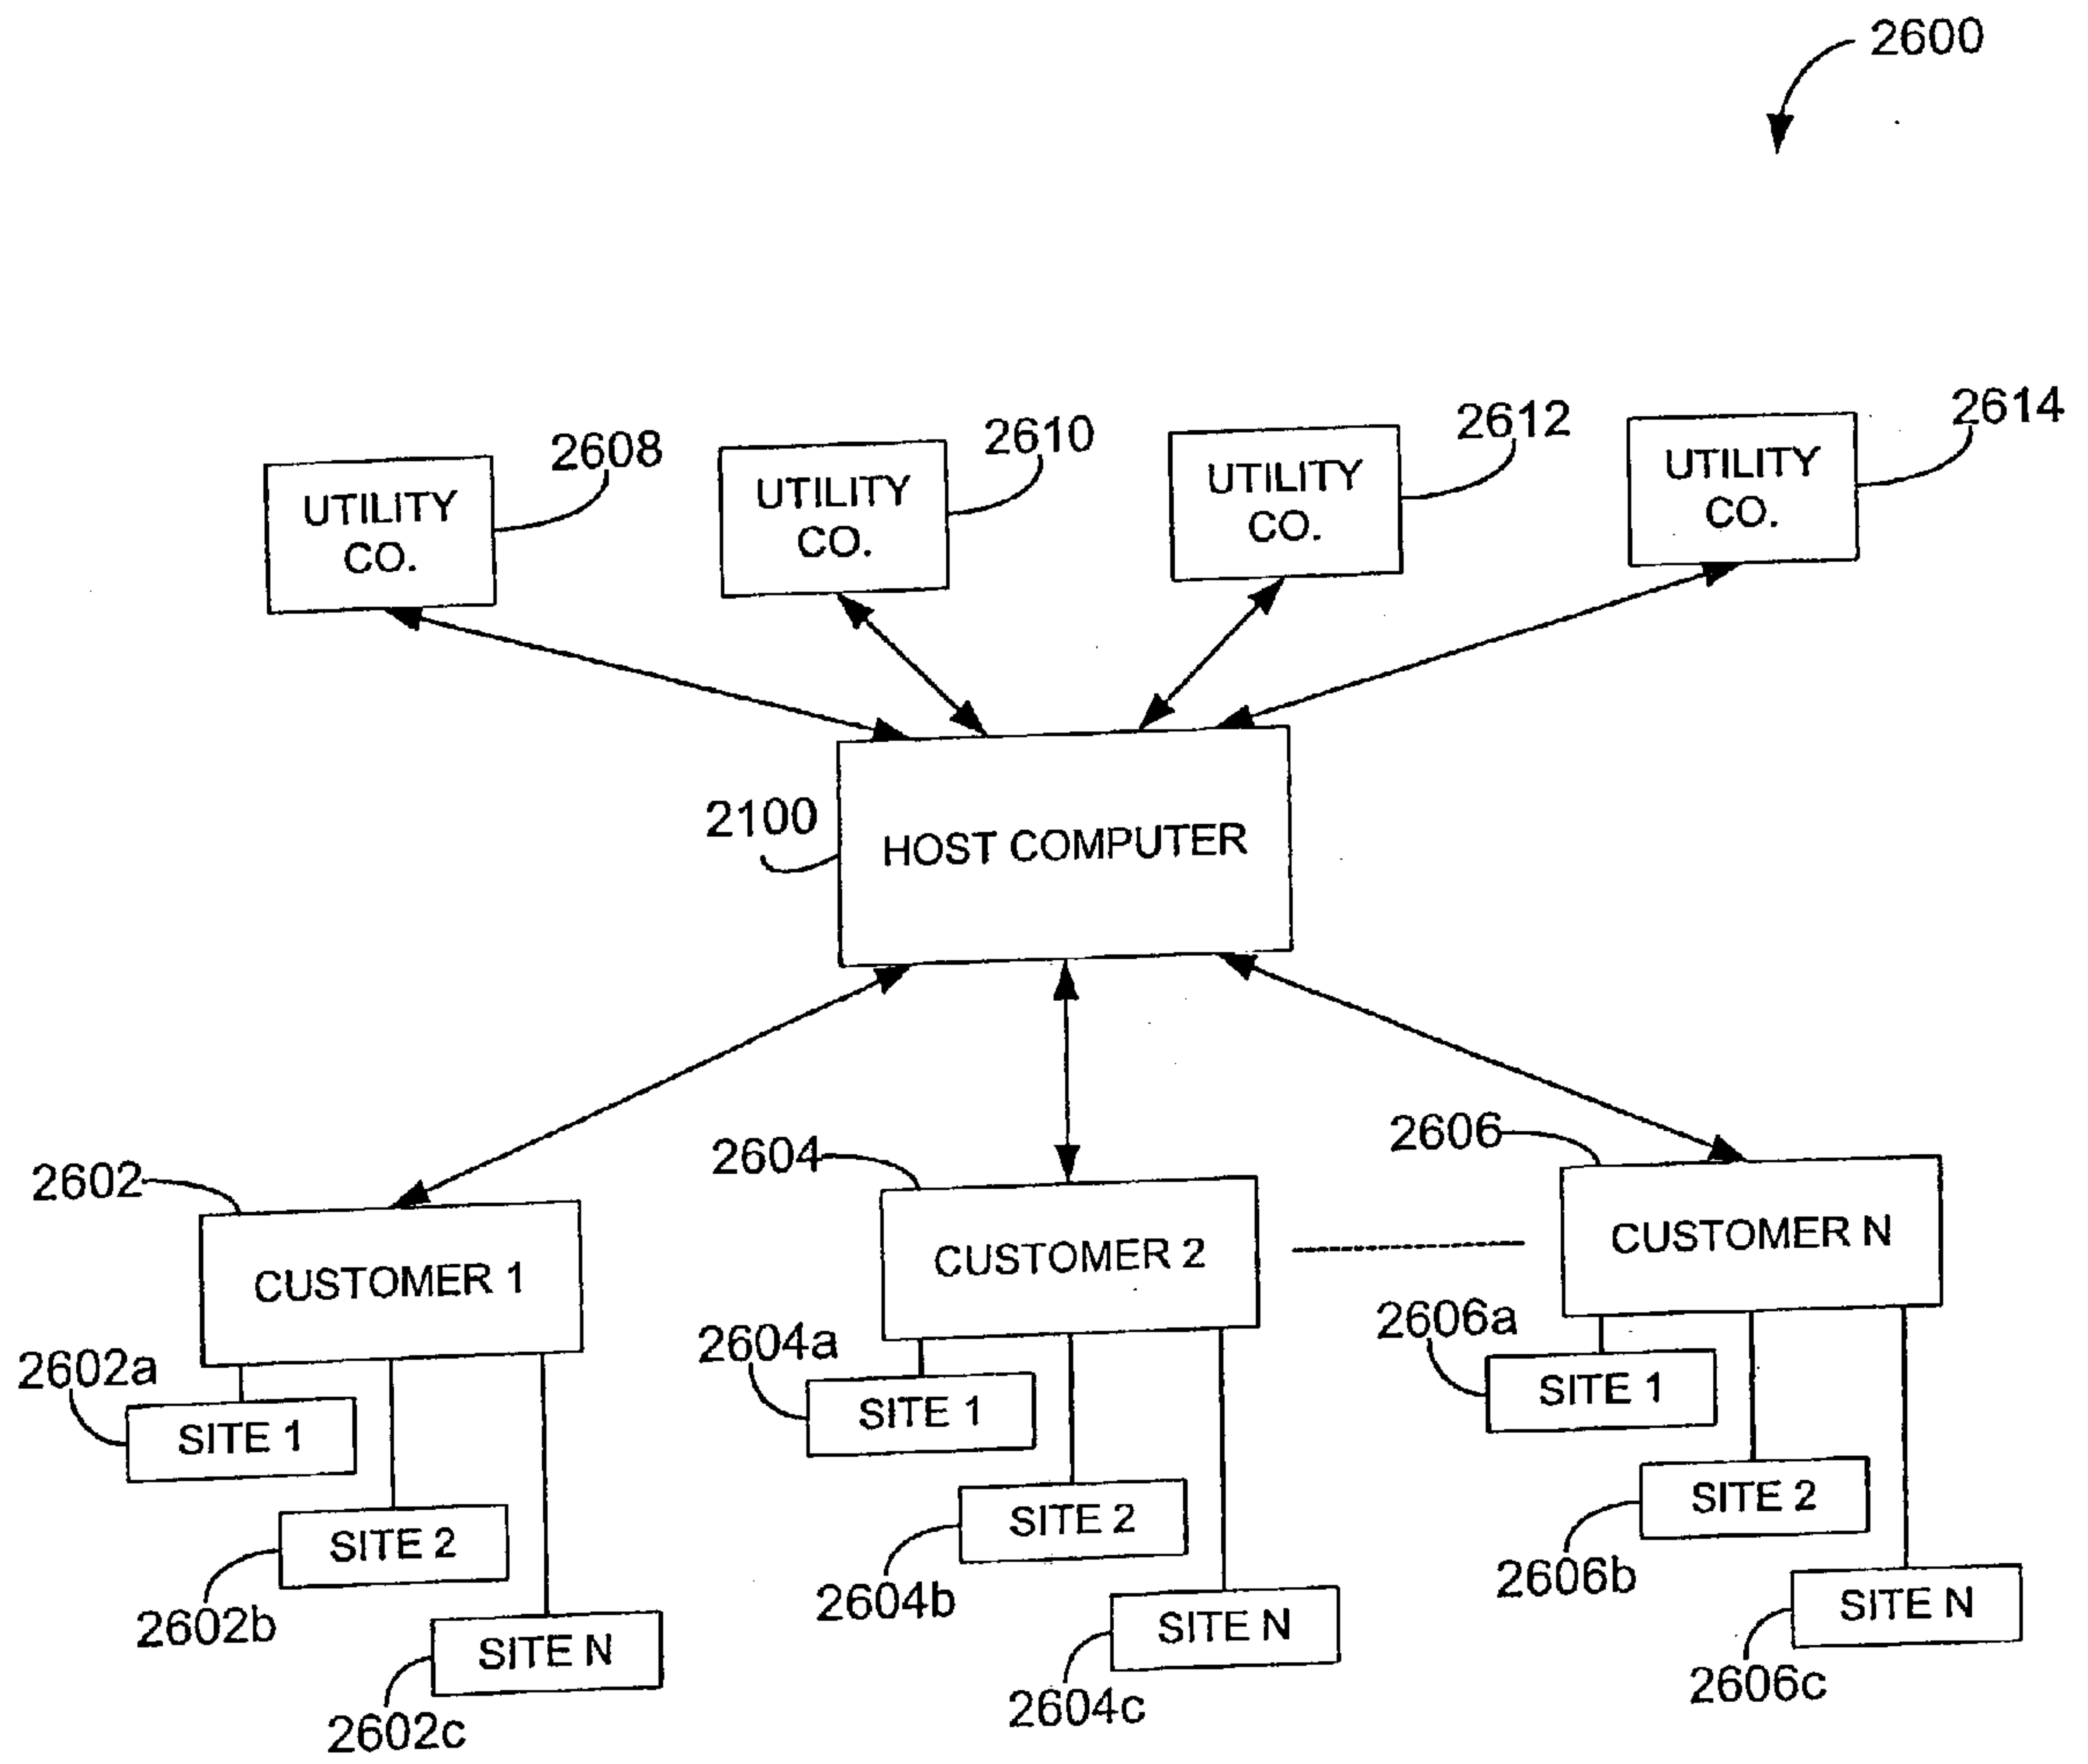 2600
2608
2610
2612
2614
UTILITY
CO.
UTILITY
CO.
UTILITY
CO.
UTILITY
CO.
2100
HOST COMPUTER
2602
2604
2606
CUSTOMER 1
CUSTOMER 2
CUSTOMER N
2602a
2604a
2606a
SITE 1
SITE 1
SITE 1
SITE 2
SITE 2
SITE 2
2602b
2604b
2606b
SITE N
SITE N
SITE N
2602c
2604c
2606c